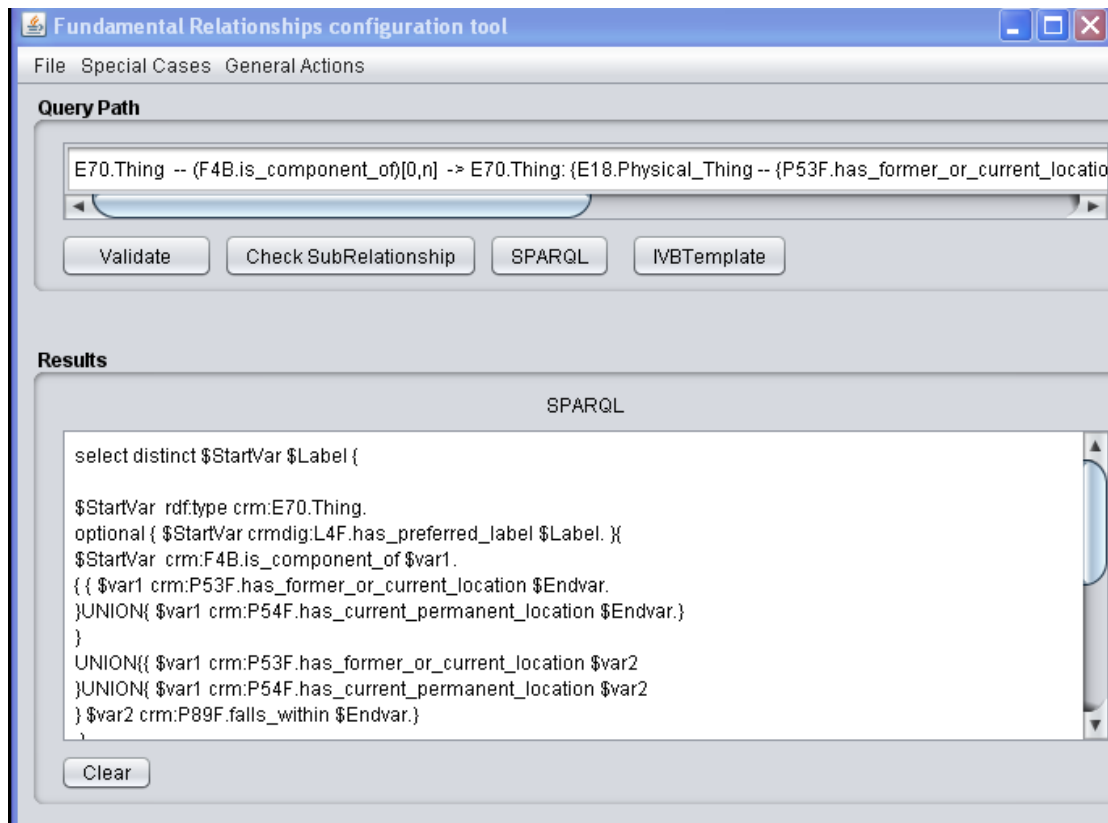 Fundamental Relationships configuration tool
File Special Cases General Actions
Query Path
E70.Thing -- (F4B.is_component_of)[0,n] -> E70.Thing: {E18.Physical_Thing -- {P53F.has_former_or_current_locatio
Validate Check SubRelationship SPARQL IVBTemplate
Results
SPARQL
select distinct $StartVar $Label {
$StartVar rdf:type crm:E70.Thing.
optional { $StartVar crmdig:L4F.has_preferred_label $Label. }{
$StartVar crm:F4B.is_component_of $var1.
{ { $var1 crm:P53F.has_former_or_current_location $Endvar.
}UNION{ $var1 crm:P54F.has_current_permanent_location $Endvar.}
}
UNION{{ $var1 crm:P53F.has_former_or_current_location $var2
}UNION{ $var1 crm:P54F.has_current_permanent_location $var2
} $var2 crm:P89F.falls_within $Endvar.}
Clear